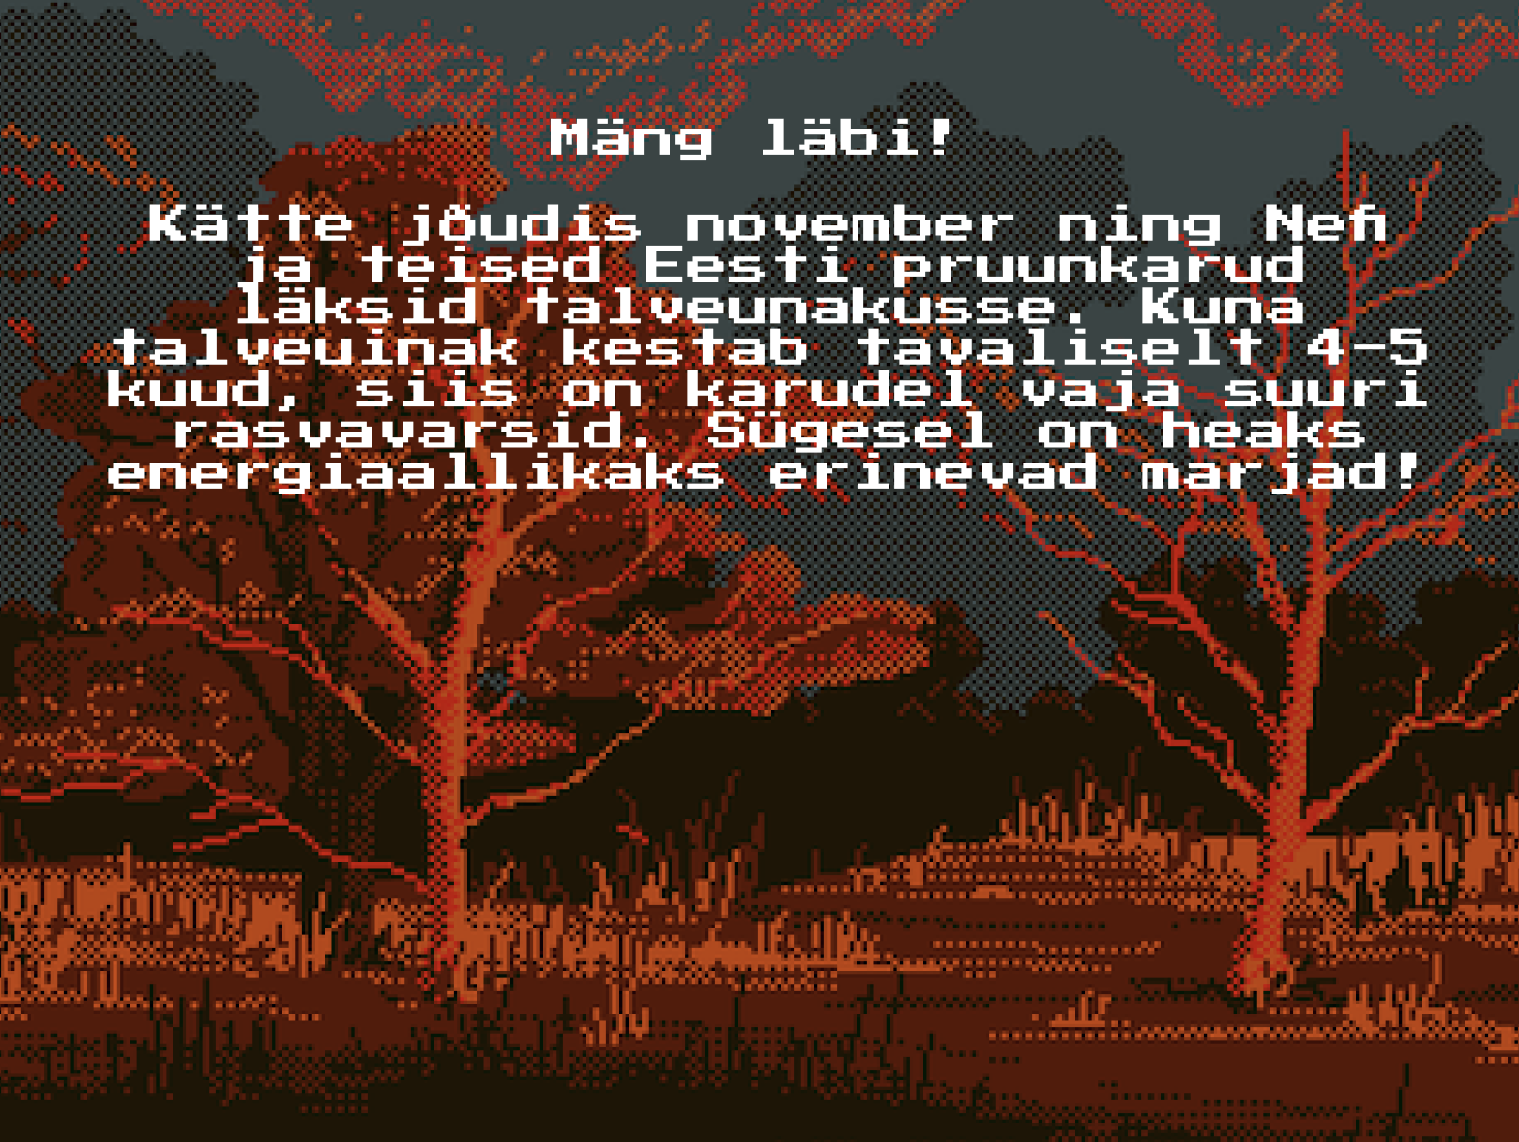 Mäng läbi!
Kätte jõudis november ning Nefi
ja teised Eesti pruunkarud
läksid talveunakusse. Kuna
talveuinak kestab tavaliselt 4-5
kuud, siis on karudel vaja suuri
rasvavarsid. Sügesel on heaks
energiaallikaks erinevad marjad!